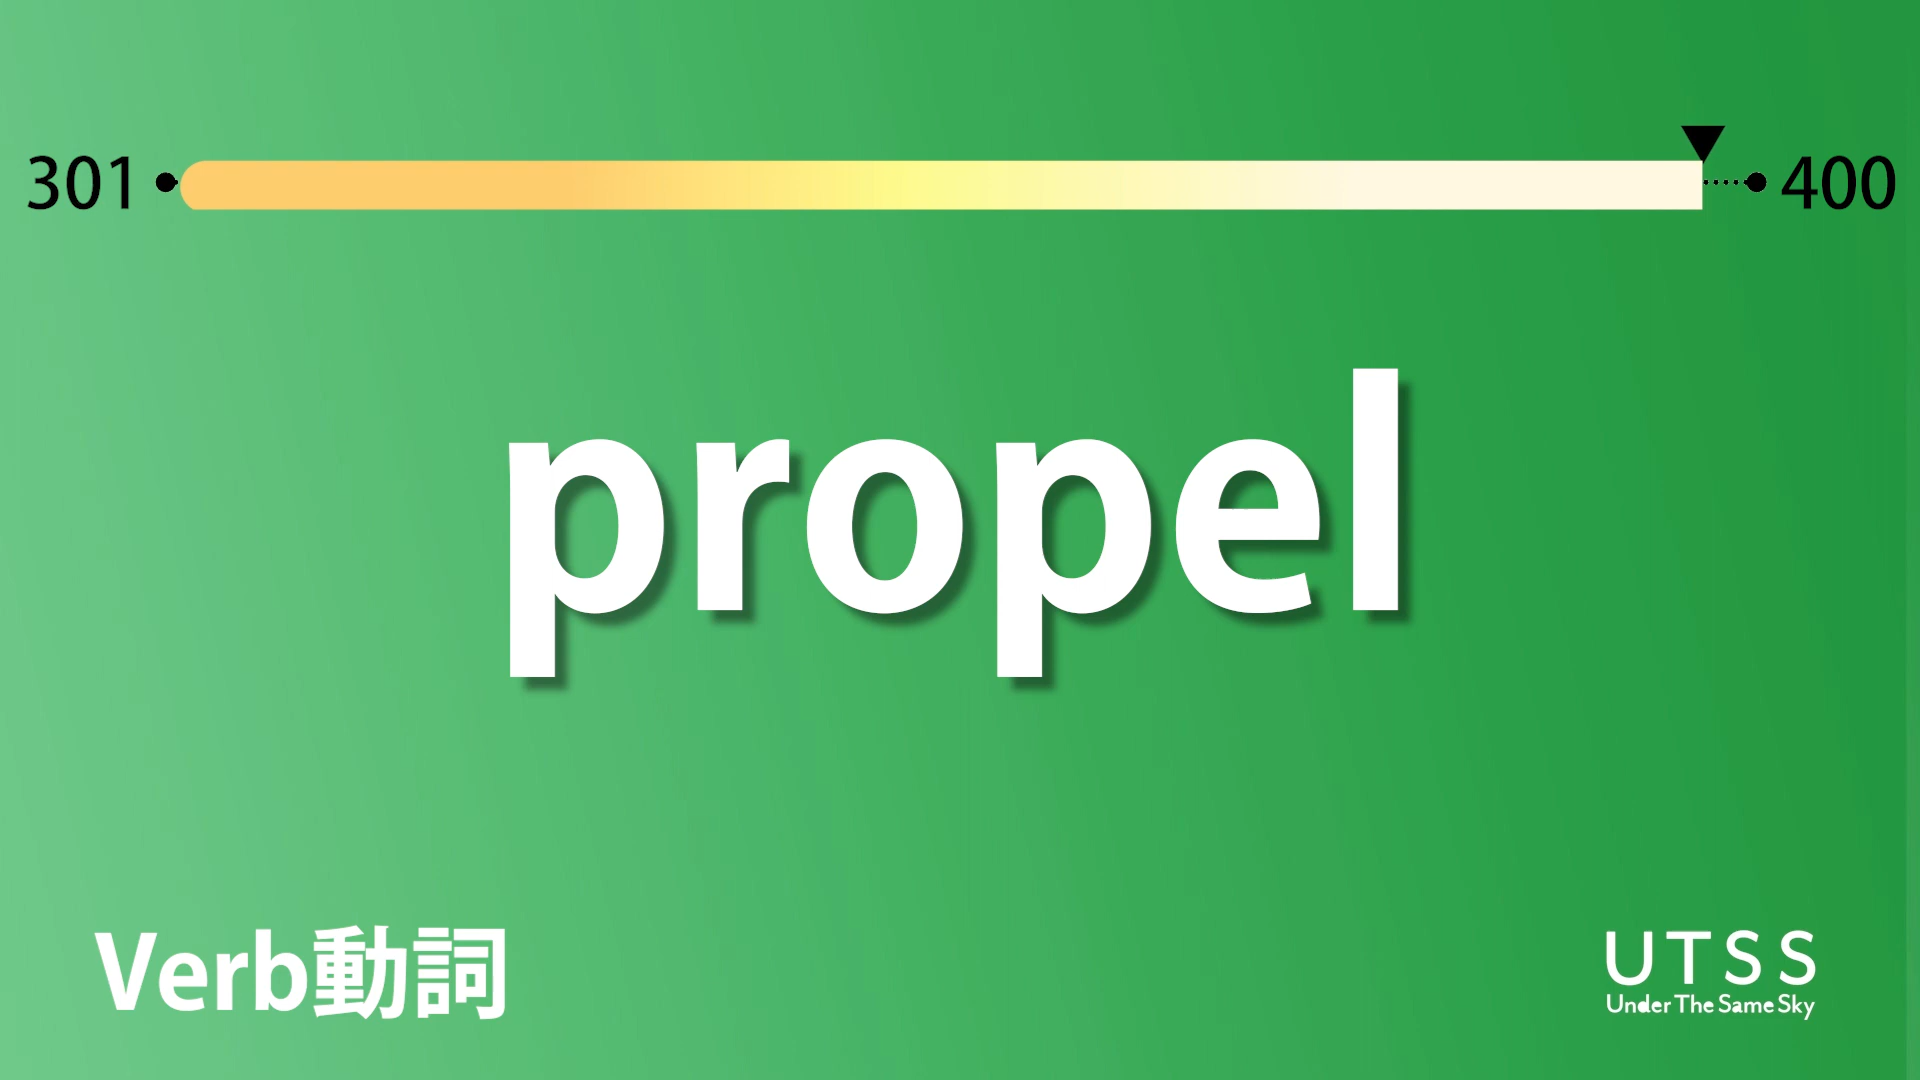 301 400
propel
Verb動詞
UTSS
Under The Same Sky